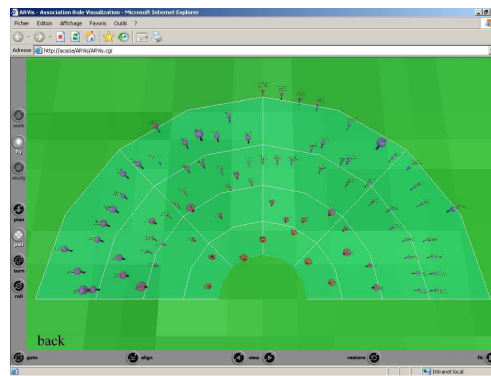 ARVis - Association Rule Visualization - Microsoft Internet Explorer
Fichier Edition Affichage Favoris Outils ?
Adresse http://acacia/ARVis/ARVis.cgi
walk
fly
study
plan
pan
turn
roll
back
goto align view restore fit
Intranet local